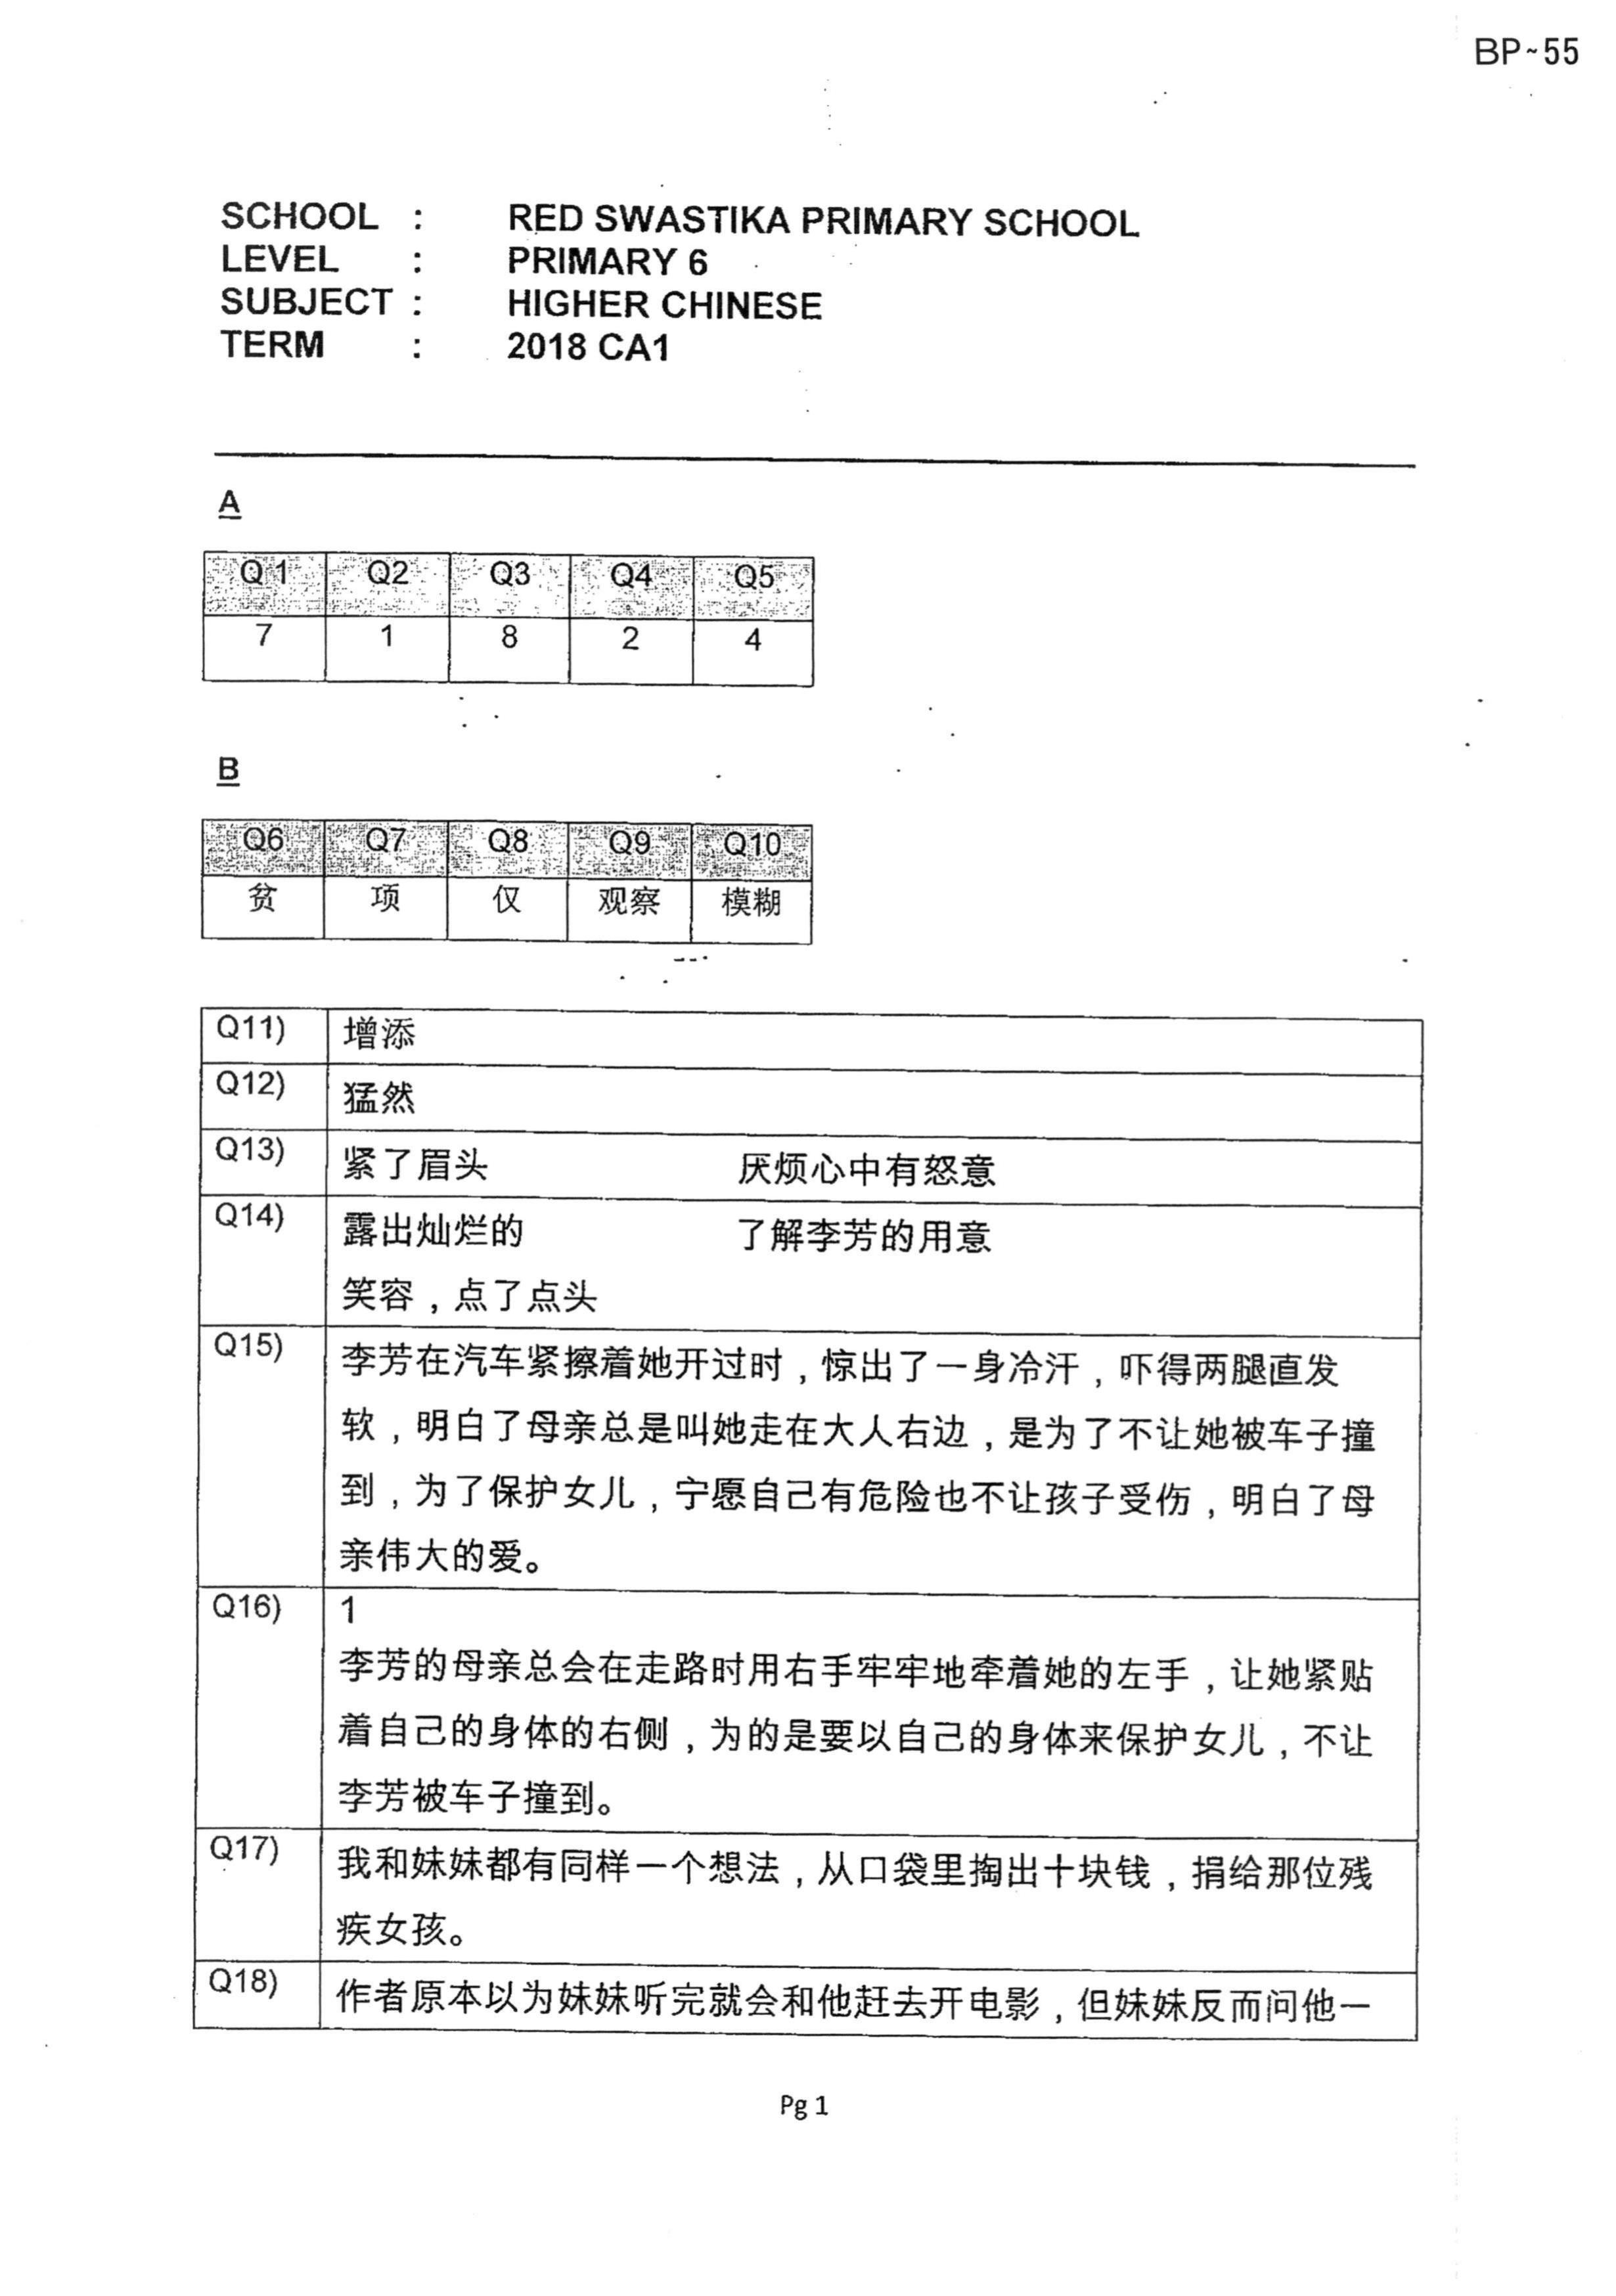 BP~55
SCHOOL : RED SWASTIKA PRIMARY SCHOOL
LEVEL : PRIMARY 6
SUBJECT : HIGHER CHINESE
TERM : 2018 CA1
A
Q1 Q2 Q3 Q4 Q5
7 1 8 2 4
B
Q6 Q7 Q8 Q9 Q10
贫 项 仅 观察 模糊
Q11) 增添
Q12) 猛然
Q13) 紧了眉头 厌烦心中有怒意
Q14) 露出灿烂的 了解李芳的用意
笑容，点了点头
Q15) 李芳在汽车紧擦着她开过时，惊出了一身冷汗，吓得两腿直发
软，明白了母亲总是叫她走在大人右边，是为了不让她被车子撞
到，为了保护女儿，宁愿自己有危险也不让孩子受伤，明白了母
亲伟大的爱。
Q16) 1
李芳的母亲总会在走路时用右手牢牢地牵着她的左手，让她紧贴
着自己的身体的右侧，为的是要以自己的身体来保护女儿，不让
李芳被车子撞到。
Q17) 我和妹妹都有同样一个想法，从口袋里掏出十块钱，捐给那位残
疾女孩。
Q18) 作者原本以为妹妹听完就会和他赶去开电影，但妹妹反而问他一
Pg 1